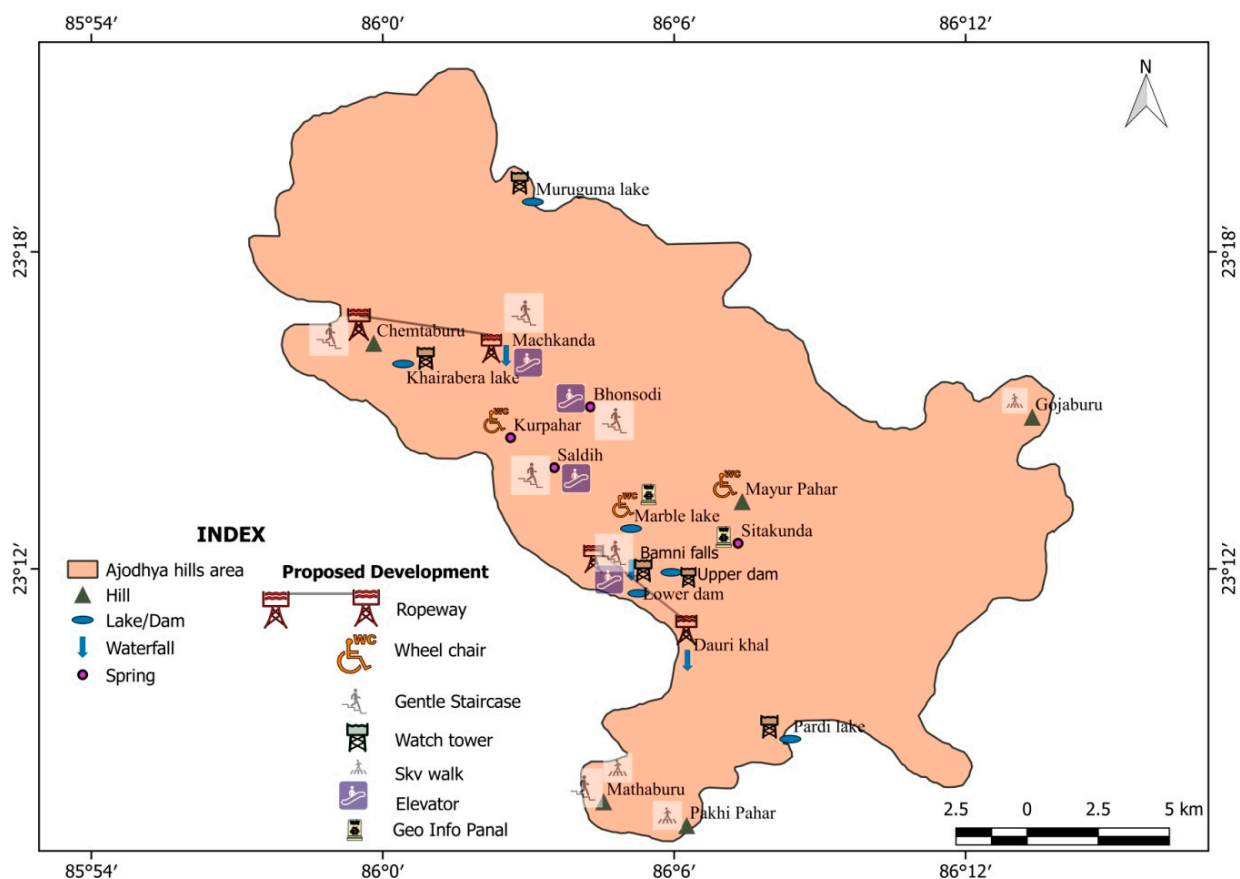 85°54′ 86°0′ 86°6′ 86°12′
N
Muruguma lake
23°18′ 23°18′
Chemtaburu
Machkanda
Khairabera lake
Bhonsodi
Gojaburu
WC
Kurpahar
Saldih
WC
Mayur Pahar
WC
Marble lake
Sitakunda
INDEX
Bamni falls
23°12′ 23°12′
Ajodhya hills area
Proposed Development
Upper dam
Hill
Lower dam
Lake/Dam
Ropeway
Waterfall
WC
Wheel chair
Dauri khal
Spring
Gentle Staircase
Pardi lake
Watch tower
Sky walk
Mathaburu
Elevator
Pakhi Pahar
2.5 0 2.5 5 km
Geo Info Panal
85°54′ 86°0′ 86°6′ 86°12′